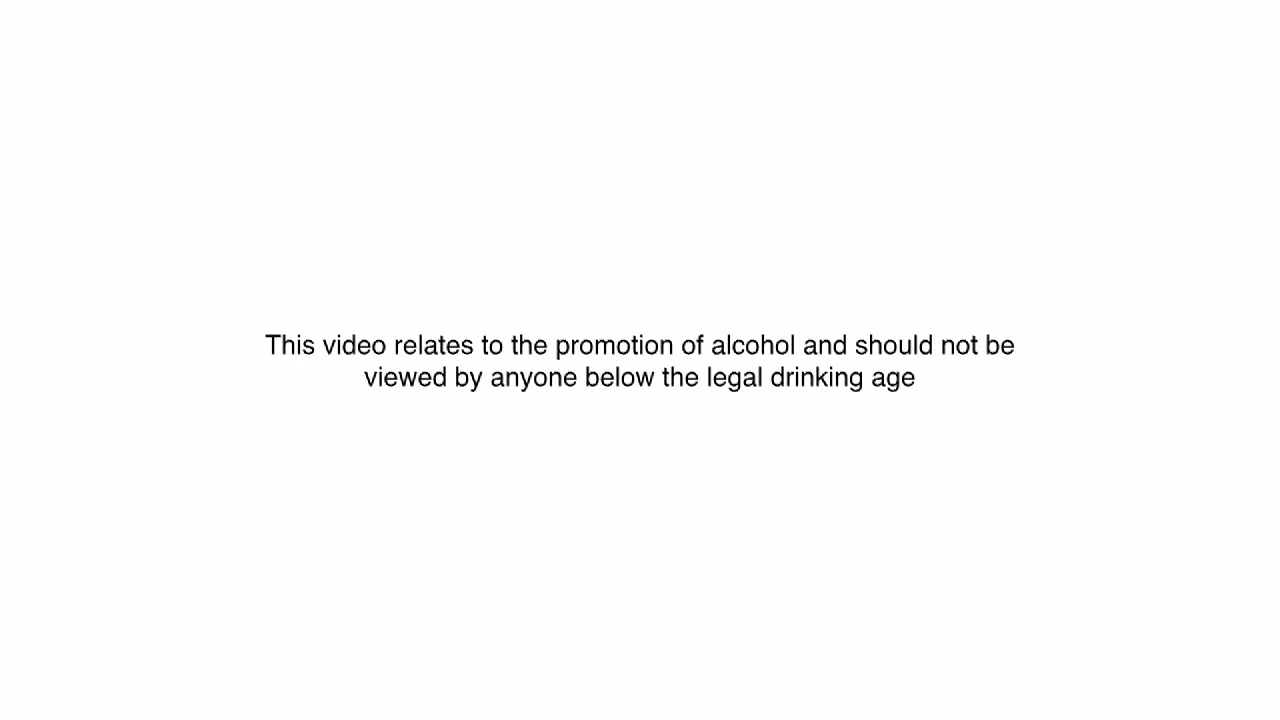 This video relates to the promotion of alcohol and should not be
viewed by anyone below the legal drinking age